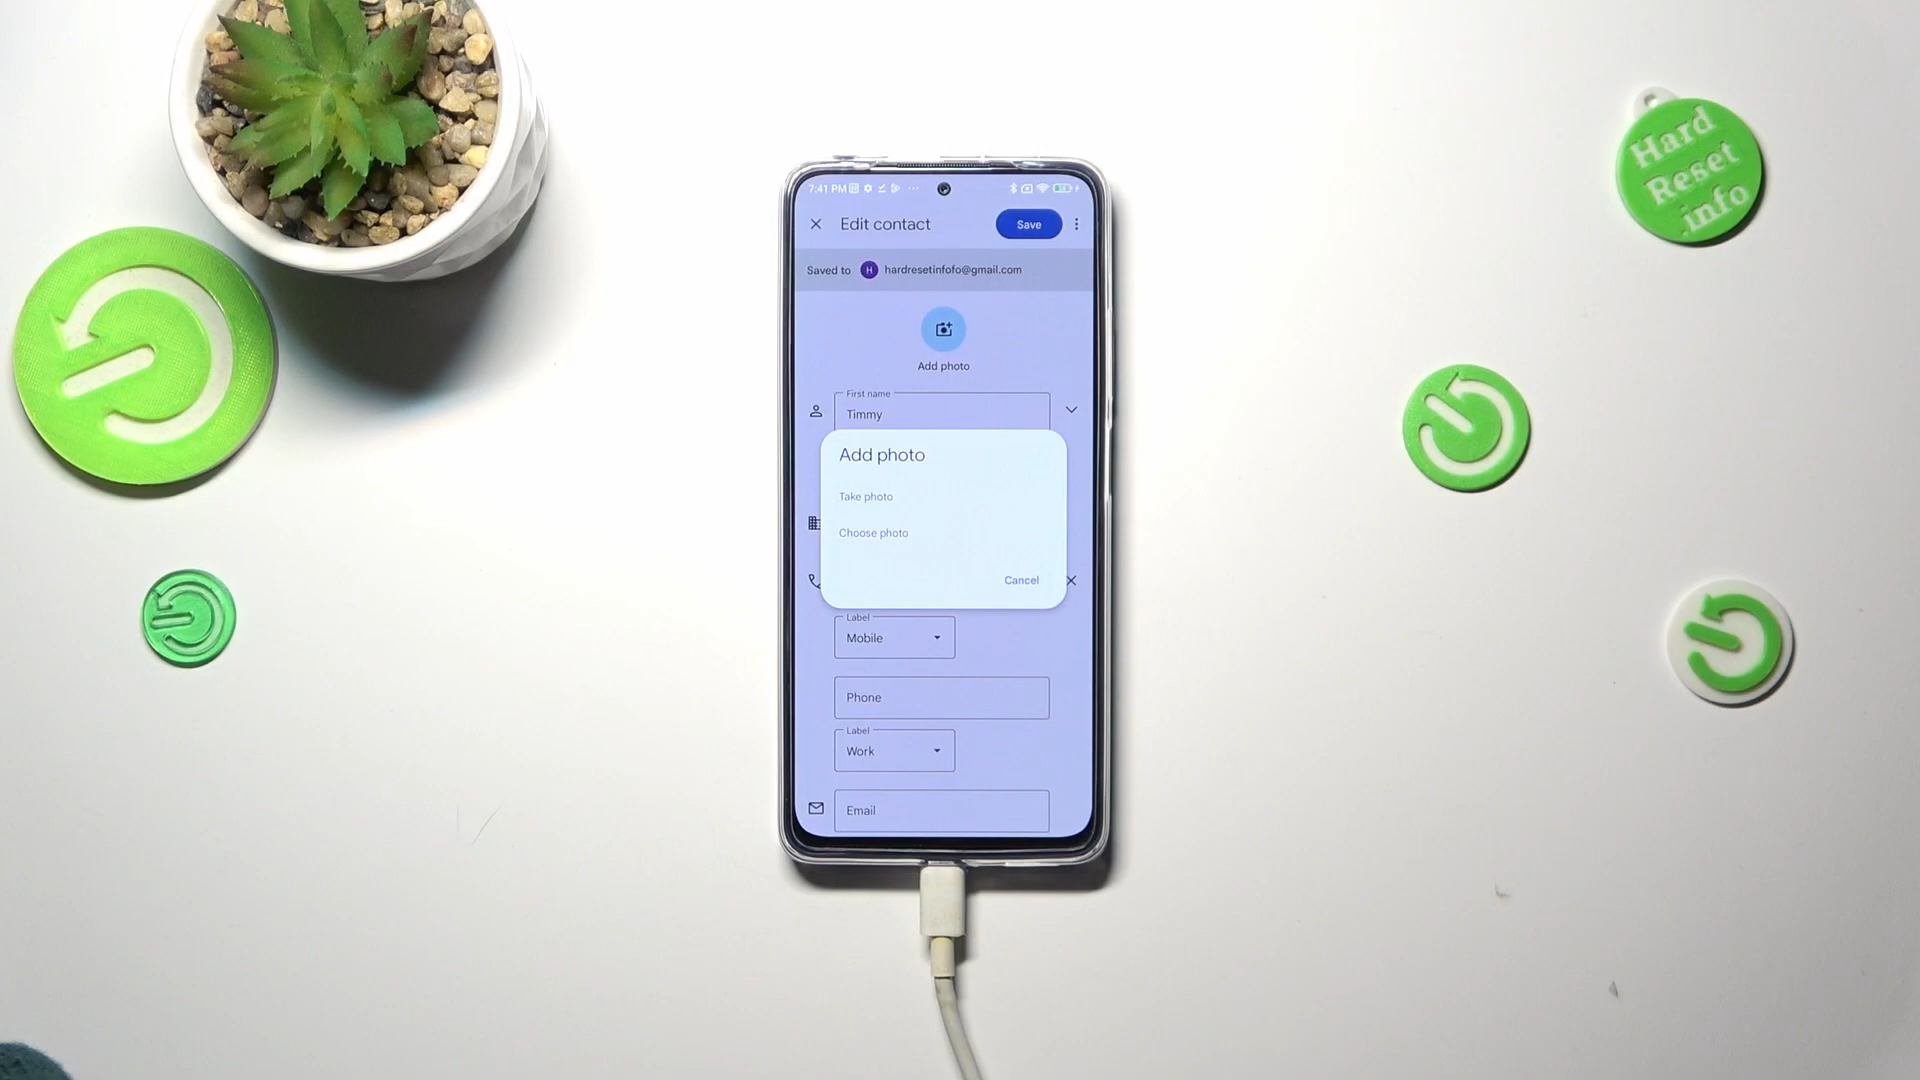 7:41 PM
Edit contact
Save
Saved to
H
hardresetinfofo@gmail.com
Add photo
First name
Timmy
Add photo
Take photo
Choose photo
Cancel
Label
Mobile
Phone
Label
Work
Email
Hard
Reset
.info